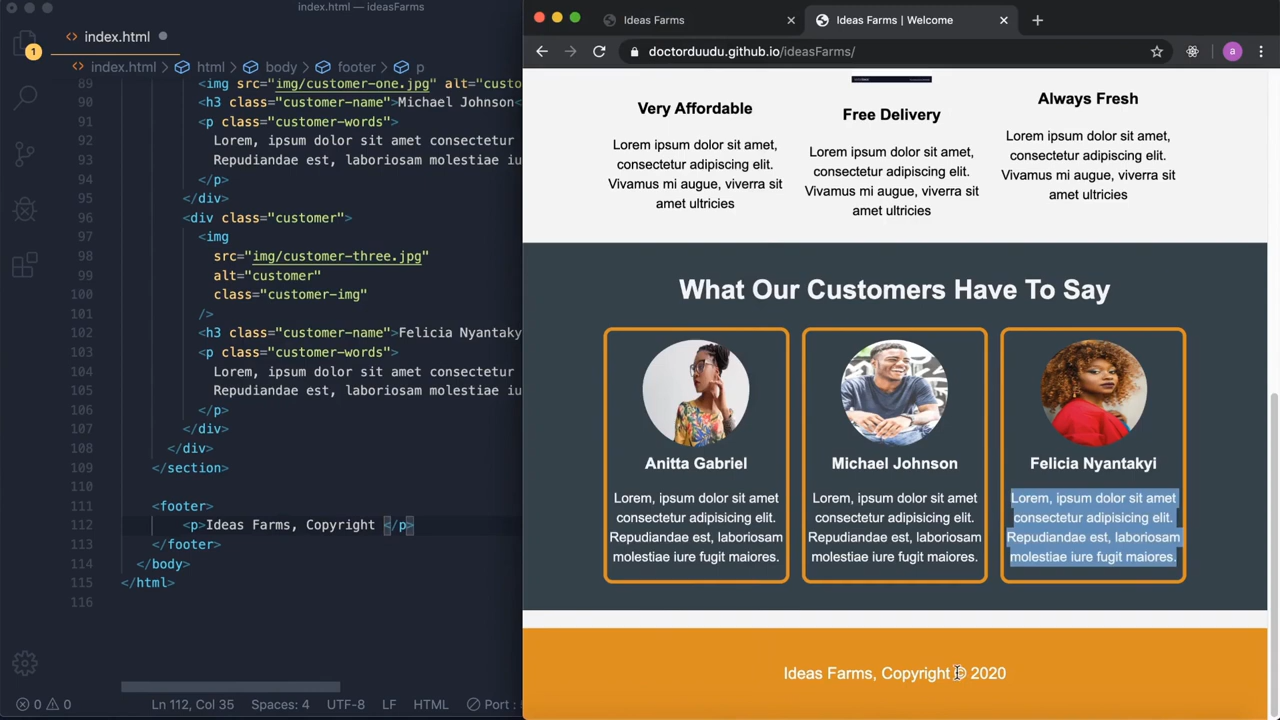 index.html — ideasFarms
index.html
1
index.html > html > body > footer > p
89 img src="img/customer-one.jpg" alt="custo
90 <h3 class="customer-name">Michael Johnson<
91 <p class="customer-words">
92 Lorem, ipsum dolor sit amet consectetur
93 Repudiandae est, laboriosam molestiae iu
94 </p>
95 </div>
96 <div class="customer">
97 <img
98 src="img/customer-three.jpg"
99 alt="customer"
100 class="customer-img"
101 />
102 <h3 class="customer-name">Felicia Nyantaky
103 <p class="customer-words">
104 Lorem, ipsum dolor sit amet consectetur
105 Repudiandae est, laboriosam molestiae iu
106 </p>
107 </div>
108 </div>
109 </section>
110
111 <footer>
112 <p>Ideas Farms, Copyright </p>
113 </footer>
114 </body>
115 </html>
116
0 0 Ln 112, Col 35 Spaces: 4 UTF-8 LF HTML Port :
Ideas Farms
Ideas Farms | Welcome
doctorduudu.github.io/ideasFarms/
a
Very Affordable
Lorem ipsum dolor sit amet,
consectetur adipiscing elit.
Vivamus mi augue, viverra sit
amet ultricies
Free Delivery
Lorem ipsum dolor sit amet,
consectetur adipiscing elit.
Vivamus mi augue, viverra sit
amet ultricies
Always Fresh
Lorem ipsum dolor sit amet,
consectetur adipiscing elit.
Vivamus mi augue, viverra sit
amet ultricies
What Our Customers Have To Say
Anitta Gabriel
Lorem, ipsum dolor sit amet
consectetur adipisicing elit.
Repudiandae est, laboriosam
molestiae iure fugit maiores.
Michael Johnson
Lorem, ipsum dolor sit amet
consectetur adipisicing elit.
Repudiandae est, laboriosam
molestiae iure fugit maiores.
Felicia Nyantakyi
Lorem, ipsum dolor sit amet
consectetur adipisicing elit.
Repudiandae est, laboriosam
molestiae iure fugit maiores.
Ideas Farms, Copyright © 2020